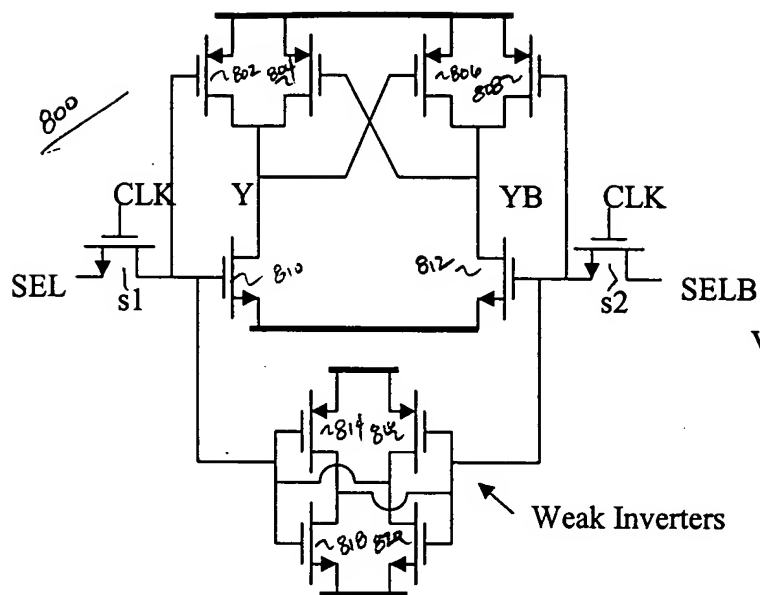 802
804
806
808
800
CLK
Y
YB
CLK
SEL
s1
810
812
s2
SELB
V
814
816
818
820
Weak Inverters